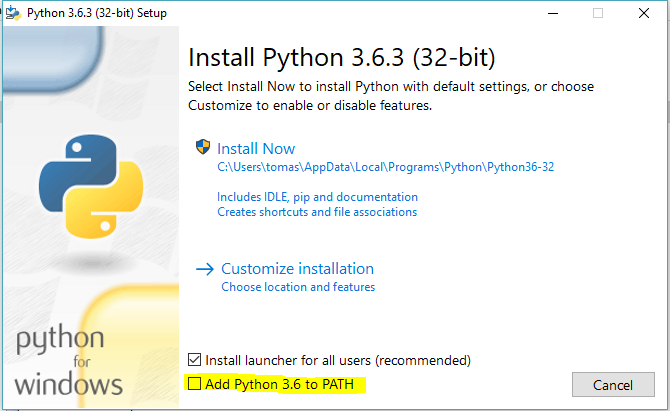 Python 3.6.3 (32-bit) Setup
Install Python 3.6.3 (32-bit)
Select Install Now to install Python with default settings, or choose
Customize to enable or disable features.
Install Now
C:\Users\tomas\AppData\Local\Programs\Python\Python36-32
Includes IDLE, pip and documentation
Creates shortcuts and file associations
Customize installation
Choose location and features
python
for
windows
Install launcher for all users (recommended)
Add Python 3.6 to PATH
Cancel